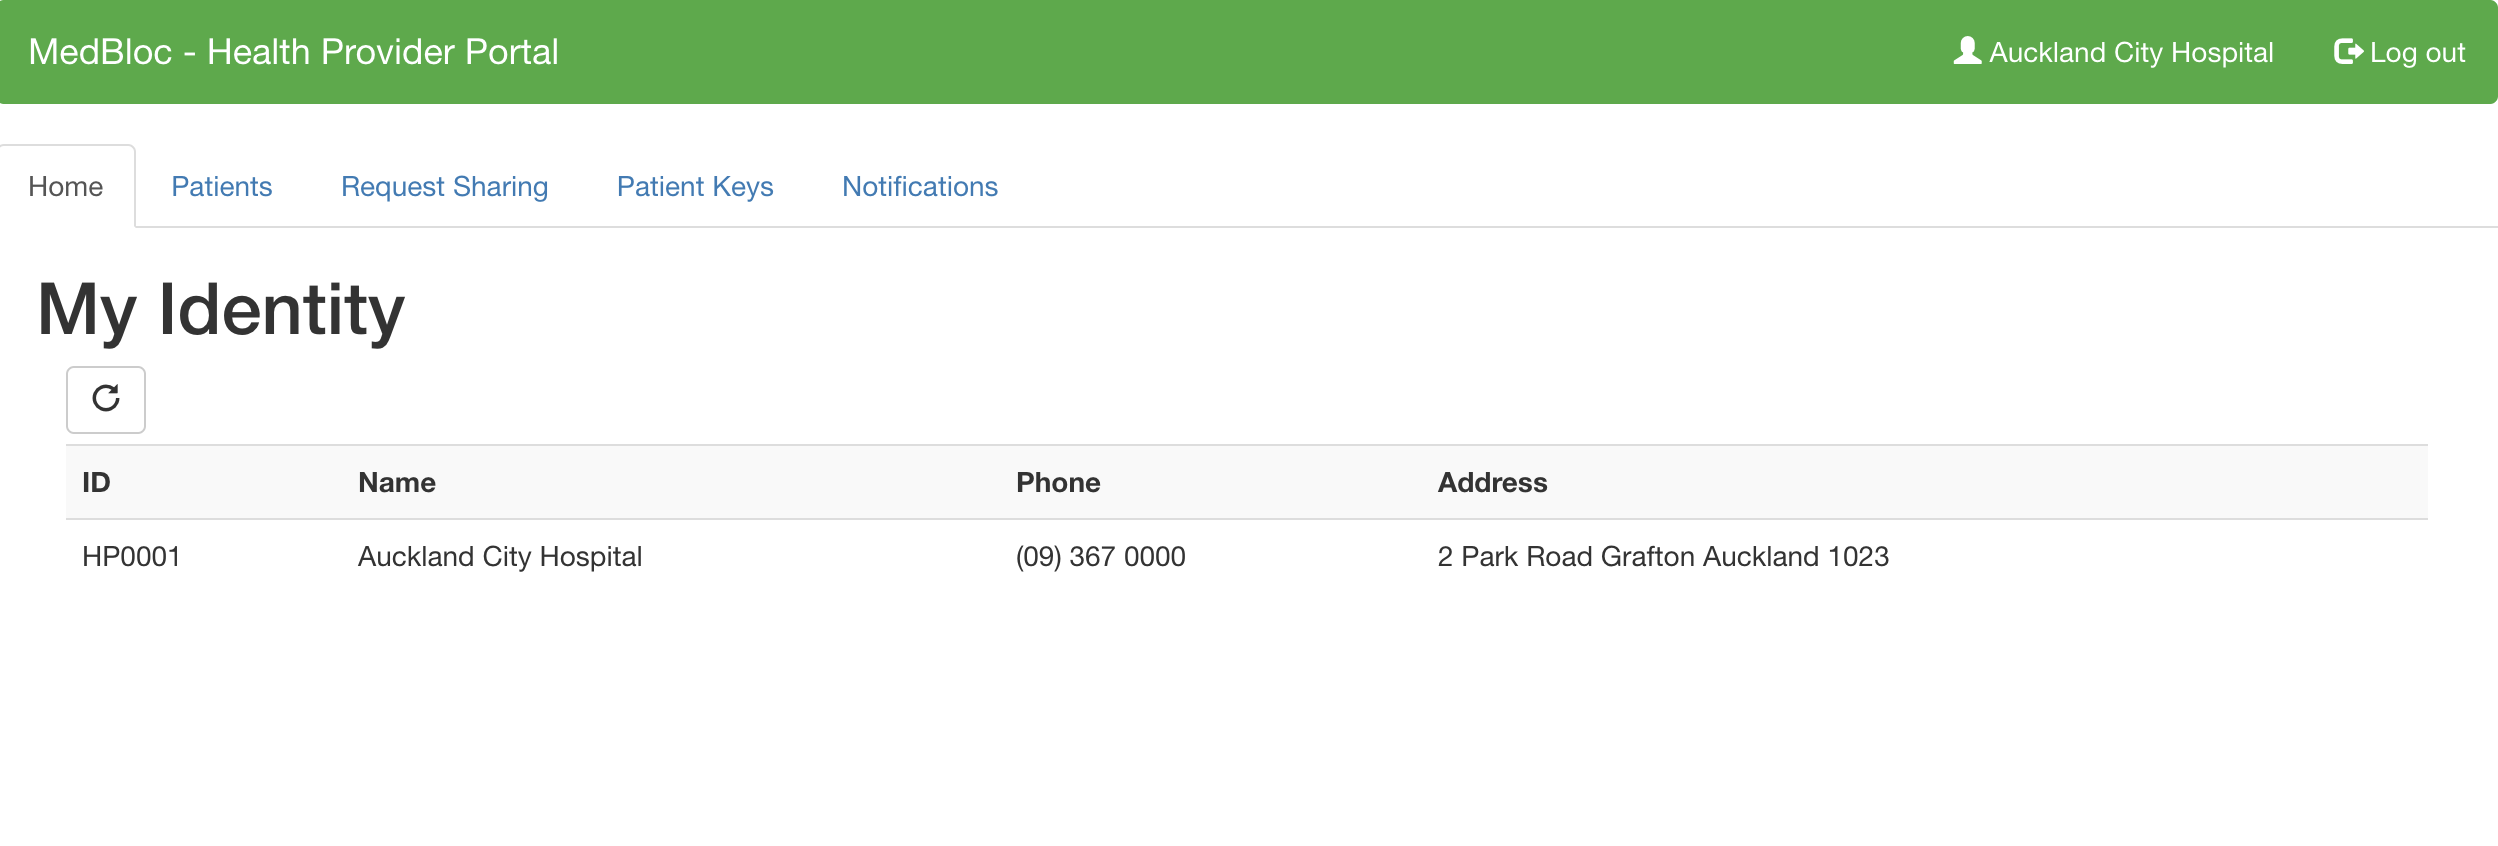 MedBloc - Health Provider Portal Auckland City Hospital Log out
Home Patients Request Sharing Patient Keys Notifications
My Identity
ID Name Phone Address
HP0001 Auckland City Hospital (09) 367 0000 2 Park Road Grafton Auckland 1023